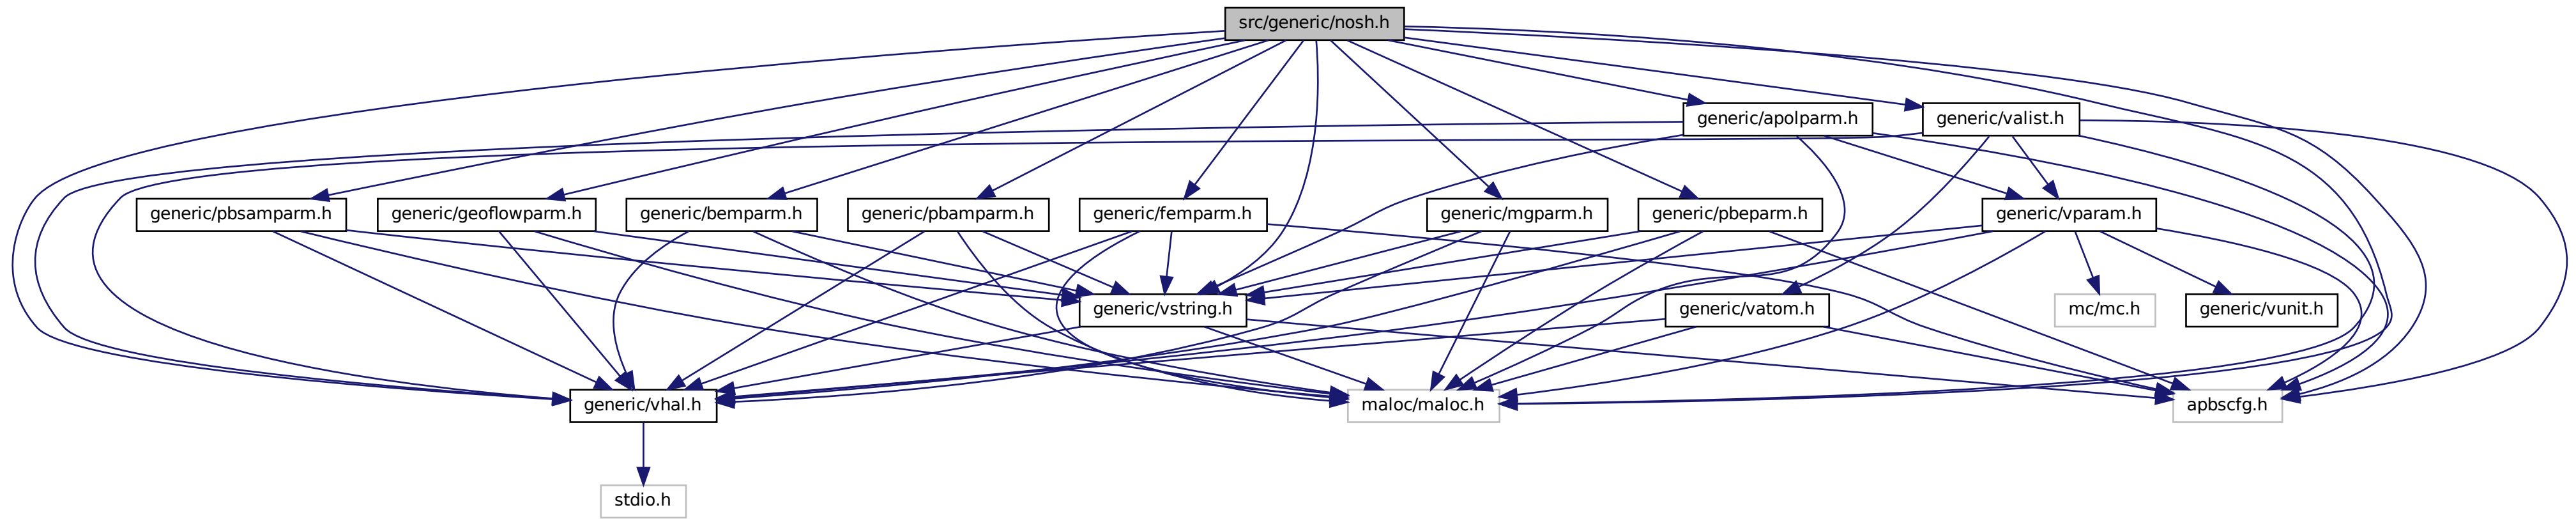 src/generic/nosh.h
generic/apolparm.h
generic/valist.h
generic/pbsamparm.h
generic/geoflowparm.h
generic/bemparm.h
generic/pbamparm.h
generic/femparm.h
generic/mgparm.h
generic/pbeparm.h
generic/vparam.h
generic/vstring.h
generic/vatom.h
mc/mc.h
generic/vunit.h
generic/vhal.h
maloc/maloc.h
apbscfg.h
stdio.h